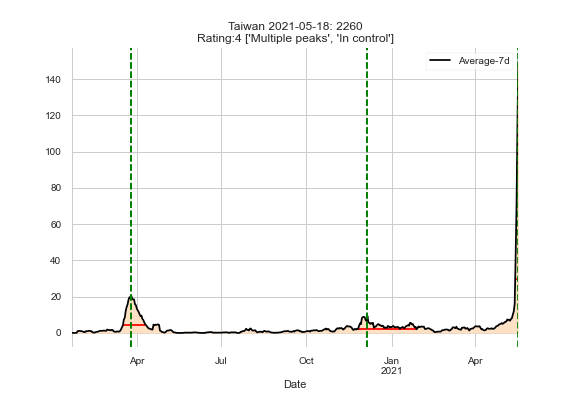 Taiwan 2021-05-18: 2260
Rating:4 ['Multiple peaks', 'In control']
Average-7d
140
120
100
80
60
40
20
0
Apr Jul Oct Jan Apr
2021
Date